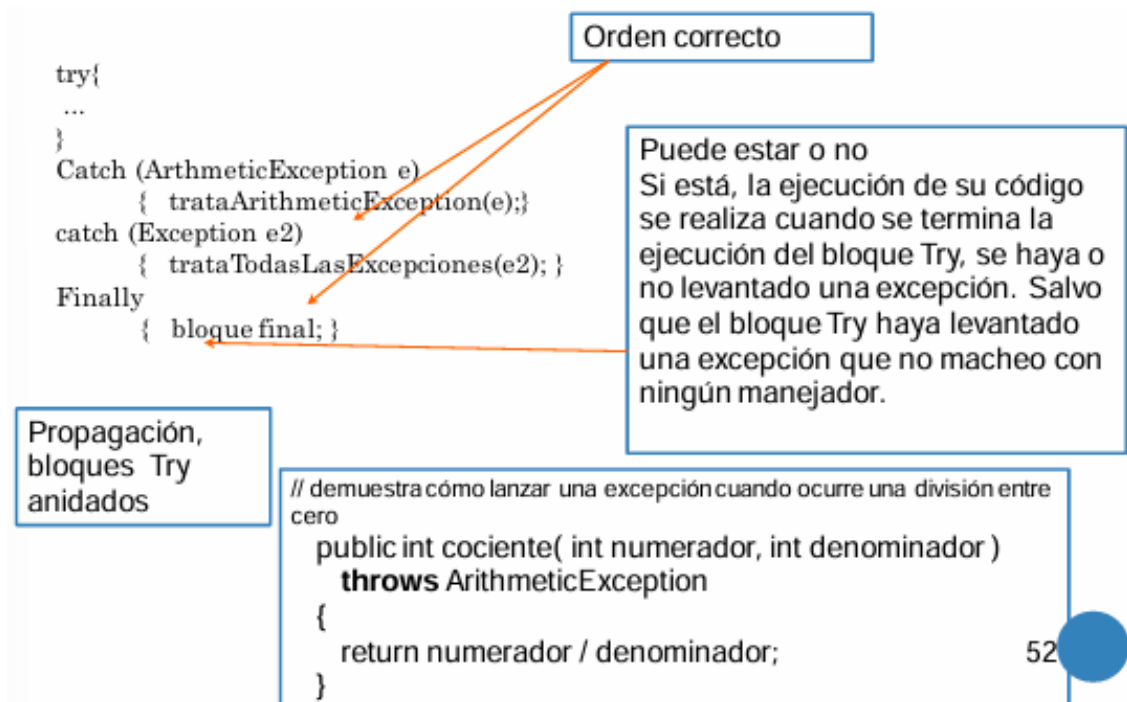 Orden correcto
try{
...
}
Catch (ArthmeticException e)
{ trataArithmeticException(e);}
catch (Exception e2)
{ trataTodasLasExcepciones(e2); }
Finally
{ bloque final; }
Puede estar o no
Si está, la ejecución de su código
se realiza cuando se termina la
ejecución del bloque Try, se haya o
no levantado una excepción. Salvo
que el bloque Try haya levantado
una excepción que no macheo con
ningún manejador.
Propagación,
bloques Try
anidados
// demuestra cómo lanzar una excepción cuando ocurre una división entre
cero
public int cociente( int numerador, int denominador )
throws ArithmeticException
{
return numerador / denominador;
}
52